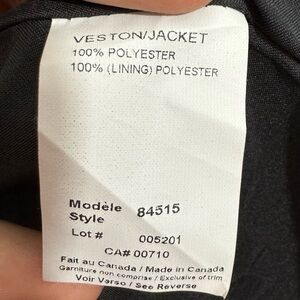 VESTON/JACKET
100% POLYESTER
100% (LINING) POLYESTER
Modèle 84515
Style
Lot # 005201
CA# 00710
Fait au Canada / Made in Canada
Garniture non comprise / Exclusive of trim
Voir Verso / See Reverse